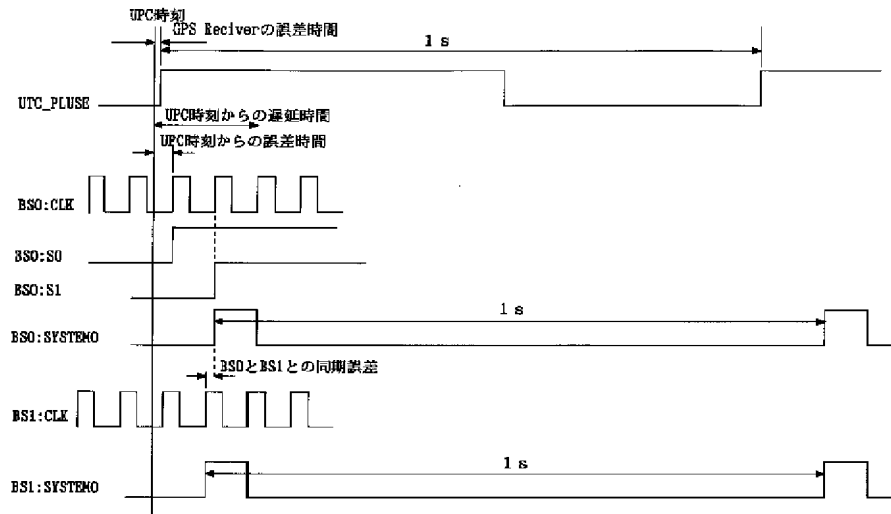 UPC時刻
GPS Reciverの誤差時間
1 s
UTC_PLUSE
UPC時刻からの遅延時間
UPC時刻からの誤差時間
BS0:CLK
BS0:S0
BS0:S1
1 s
BS0:SYSTEM0
BS0とBS1との同期誤差
BS1:CLK
1 s
BS1:SYSTEM0